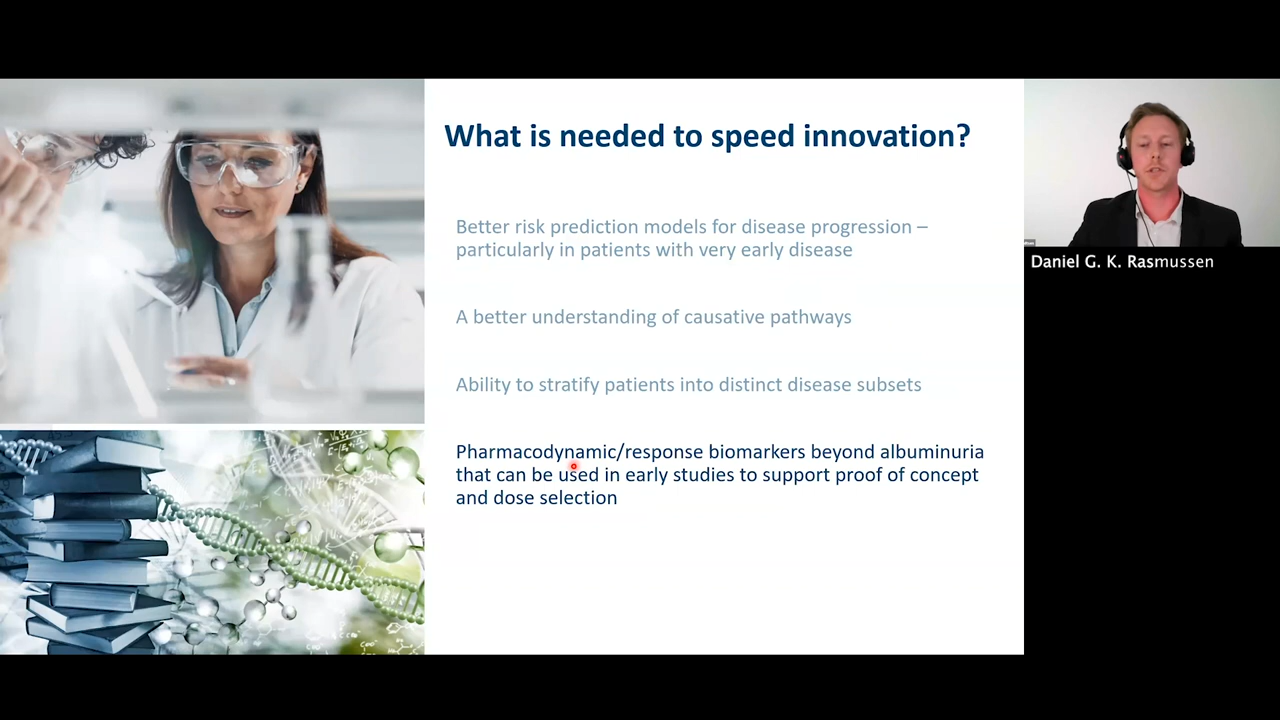 What is needed to speed innovation?
Better risk prediction models for disease progression –
particularly in patients with very early disease
A better understanding of causative pathways
Ability to stratify patients into distinct disease subsets
Pharmacodynamic/response biomarkers beyond albuminuria
that can be used in early studies to support proof of concept
and dose selection
Daniel G. K. Rasmussen